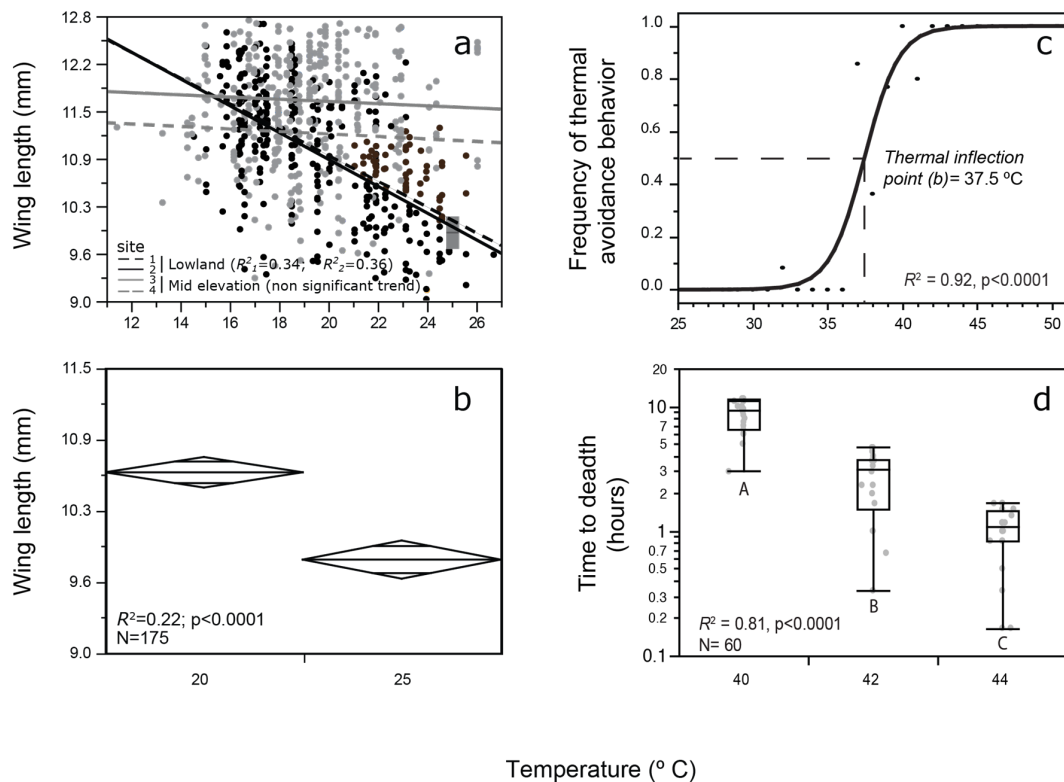 a
Wing length (mm)
12.8
12.2
11.5
10.9
10.3
9.6
9.0
site
1
2
Lowland (R²₁=0.34; R²₂=0.36)
3
4
Mid elevation (non significant trend)
12 14 16 18 20 22 24 26
c
Frequency of thermal
avoidance behavior
1.0
0.8
0.6
0.4
0.2
0.0
Thermal inflection
point (b)= 37.5 ºC
R² = 0.92, p<0.0001
25 30 35 40 45 50
b
Wing length (mm)
11.5
10.9
10.3
9.6
9.0
R²=0.22; p<0.0001
N=175
20 25
d
Time to deadth
(hours)
20
10
7
5
3
2
1
0.7
0.5
0.3
0.2
0.1
A
B
C
R² = 0.81, p<0.0001
N= 60
40 42 44
Temperature (º C)